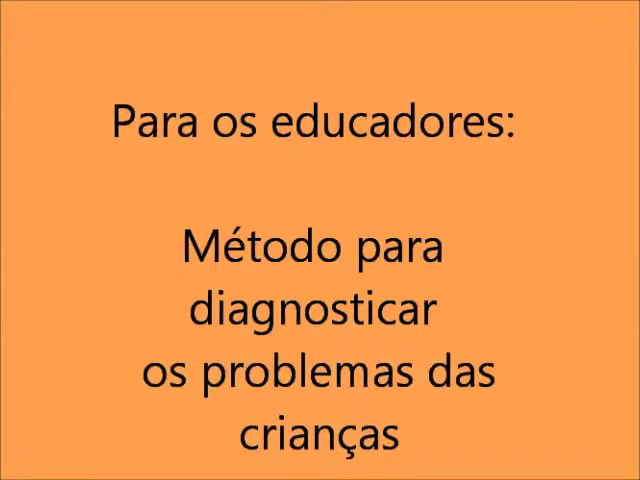 Para os educadores:
Método para
diagnosticar
os problemas das
crianças